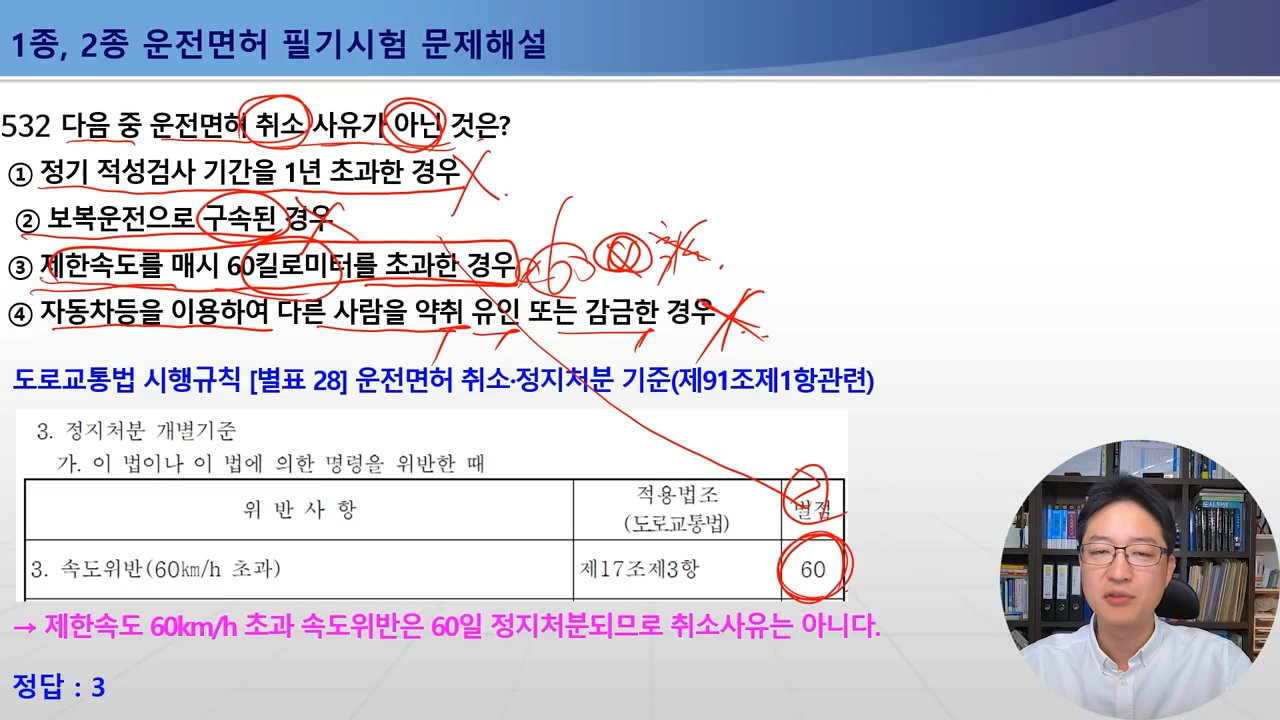 1종, 2종 운전면허 필기시험 문제해설
532 다음 중 운전면허 취소 사유가 아닌 것은?
① 정기 적성검사 기간을 1년 초과한 경우
② 보복운전으로 구속된 경우
③ 제한속도를 매시 60킬로미터를 초과한 경우
④ 자동차등을 이용하여 다른 사람을 약취 유인 또는 감금한 경우
도로교통법 시행규칙 [별표 28] 운전면허 취소·정지처분 기준(제91조제1항관련)
3. 정지처분 개별기준
가. 이 법이나 이 법에 의한 명령을 위반한 때
위 반 사 항 적용법조 (도로교통법) 벌점
3. 속도위반(60㎞/h 초과) 제17조제3항 60
→ 제한속도 60km/h 초과 속도위반은 60일 정지처분되므로 취소사유는 아니다.
정답 : 3